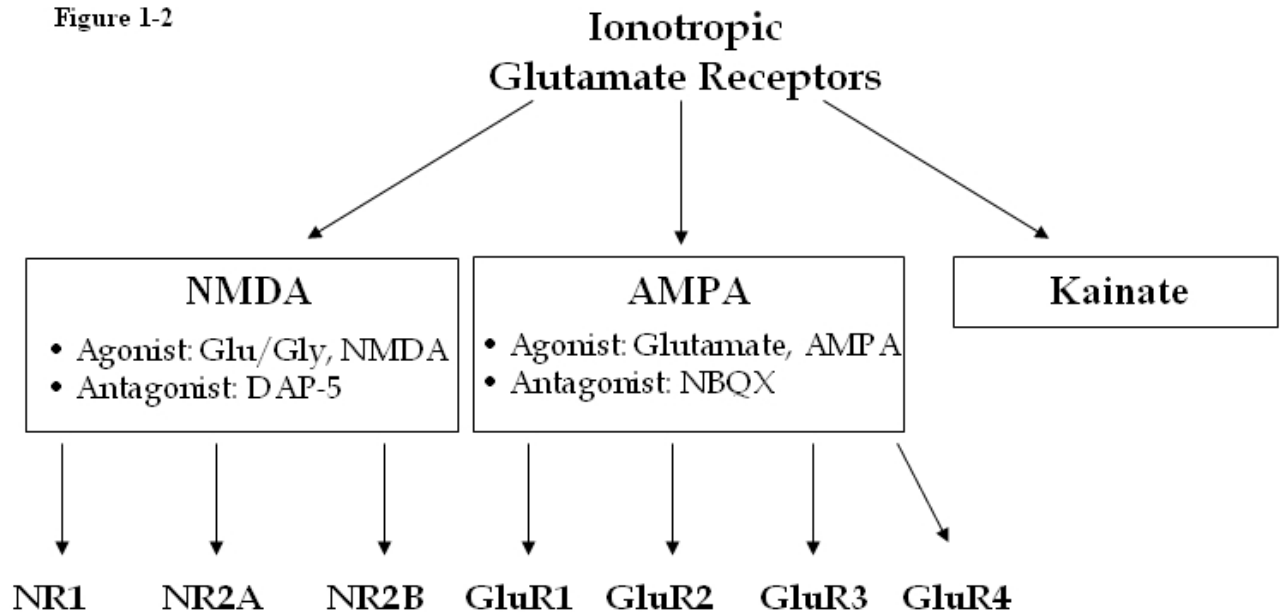 Figure 1-2
Ionotropic
Glutamate Receptors
NMDA
• Agonist: Glu/Gly, NMDA
• Antagonist: DAP-5
AMPA
• Agonist: Glutamate, AMPA
• Antagonist: NBQX
Kainate
NR1 NR2A NR2B GluR1 GluR2 GluR3 GluR4